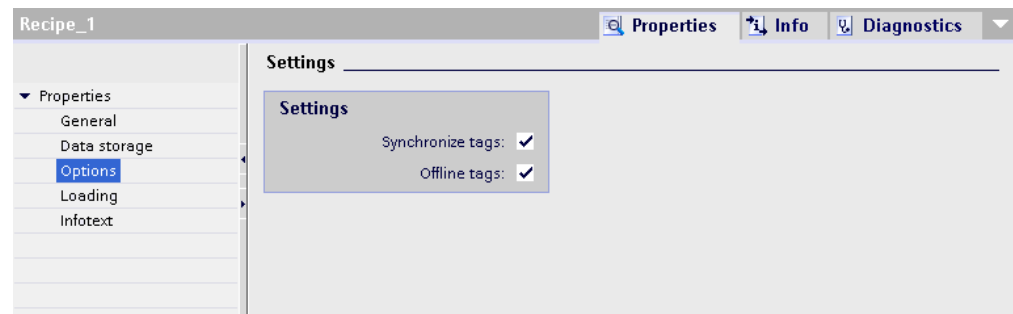 Recipe_1 Properties Info Diagnostics
Settings
Properties
General
Data storage
Options
Loading
Infotext
Settings
Synchronize tags:
Offline tags: